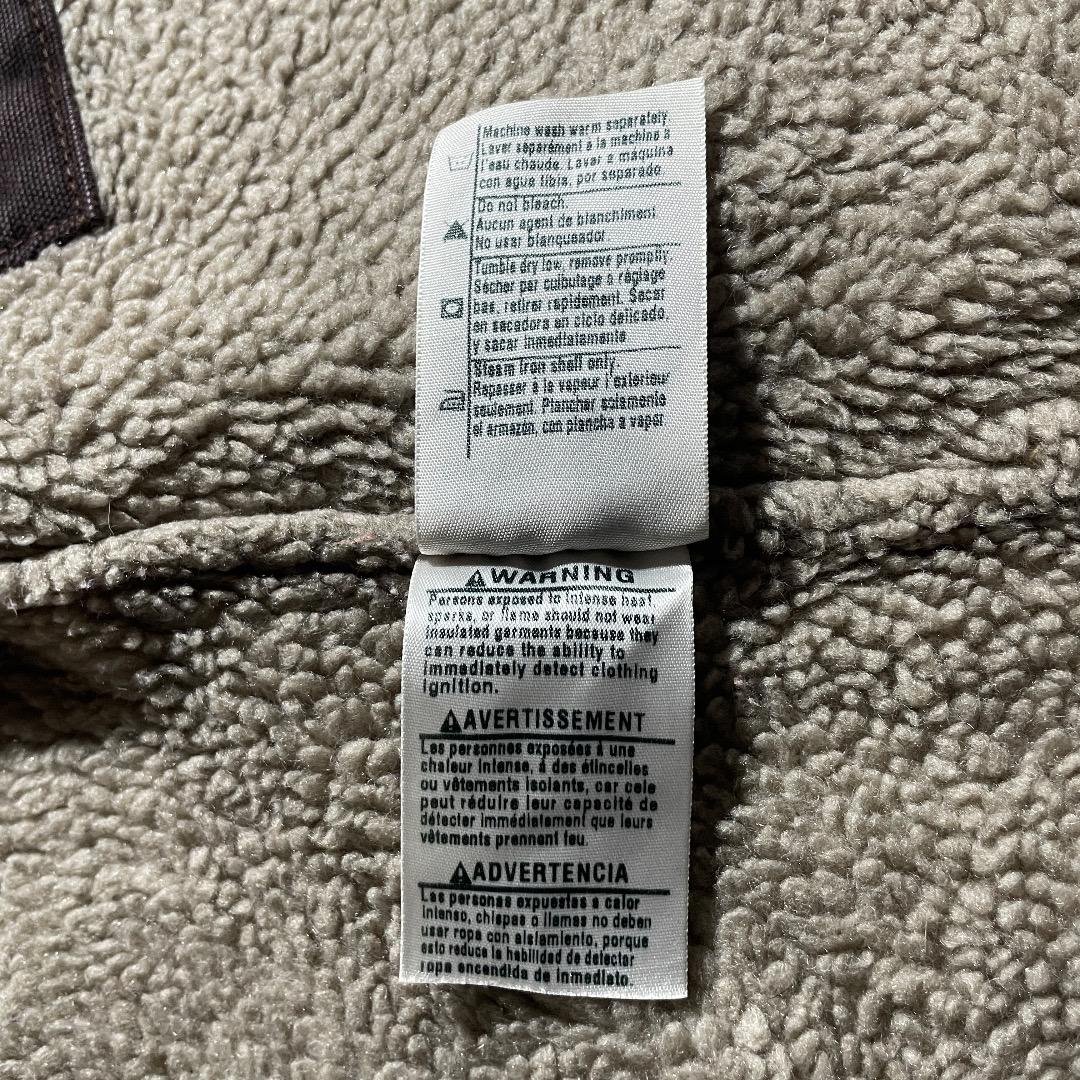 Machine wash warm separately.
Laver séparément à la machine à
l'eau chaude. Lavar a máquina
con agua tibia, por separado
Do not bleach.
Aucun agent de blanchiment
No usar blanqueador
Tumble dry low, remove promptly.
Sécher par culbutage à réglage
bas, retirer rapidement. Secar
en secadora en ciclo delicado,
y sacar inmediatamente
Steam iron shell only.
Repasser à la vapeur l'extérieur
seulement. Planchar solamente
el armazón, con plancha a vapor
WARNING
Persons exposed to intense heat,
sparks, or flame should not wear
insulated garments because they
can reduce the ability to
immediately detect clothing
ignition.
AVERTISSEMENT
Les personnes exposées à une
chaleur intense, à des étincelles
ou vêtements isolants, car cele
peut réduire leur capacité de
détecter immédiatement que leurs
vêtements prennent feu.
ADVERTENCIA
Las personas expuestas a calor
intenso, chispas o llamas no deben
usar ropa con aislamiento, porque
esto reduce la habilidad de detectar
ropa encendida de inmediato.